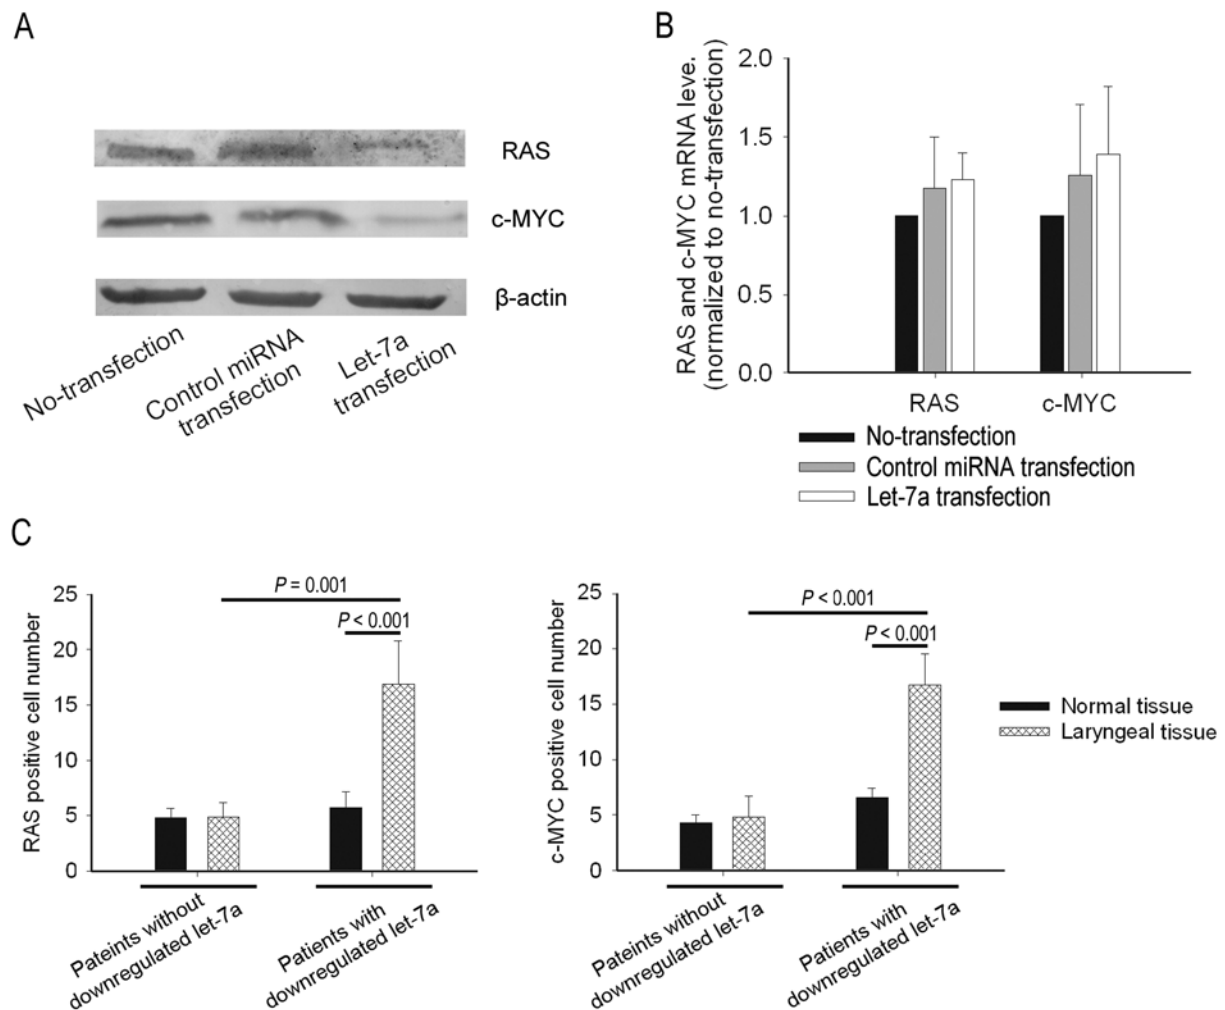 A
RAS
c-MYC
β-actin
No-transfection
Control miRNA
transfection
Let-7a
transfection
B
RAS and c-MYC mRNA leve.
(normalized to no-transfection)
2.0
1.5
1.0
0.5
0.0
RAS c-MYC
No-transfection
Control miRNA transfection
Let-7a transfection
C
RAS positive cell number
25
20
15
10
5
0
P = 0.001
P < 0.001
Pateints without
downregulated let-7a
Patients with
downregulated let-7a
c-MYC positive cell number
25
20
15
10
5
0
P < 0.001
P < 0.001
Pateints without
downregulated let-7a
Patients with
downregulated let-7a
Normal tissue
Laryngeal tissue